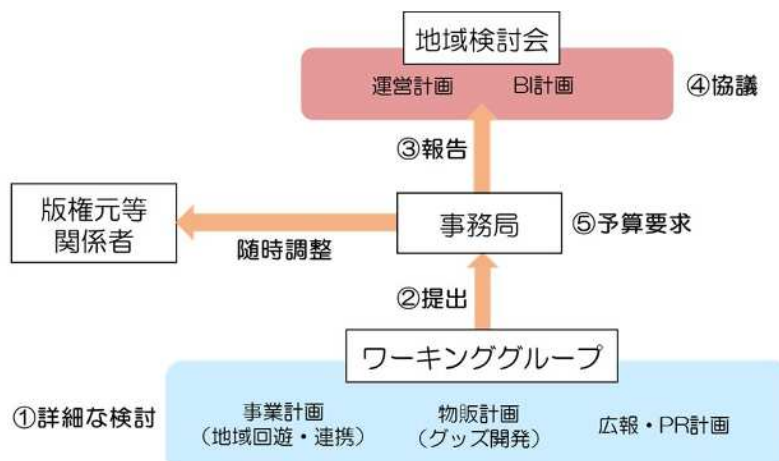 地域検討会
運営計画 BI計画
④協議
③報告
版権元等
関係者
随時調整
事務局
⑤予算要求
②提出
ワーキンググループ
①詳細な検討
事業計画
（地域回遊・連携）
物販計画
（グッズ開発）
広報・PR計画